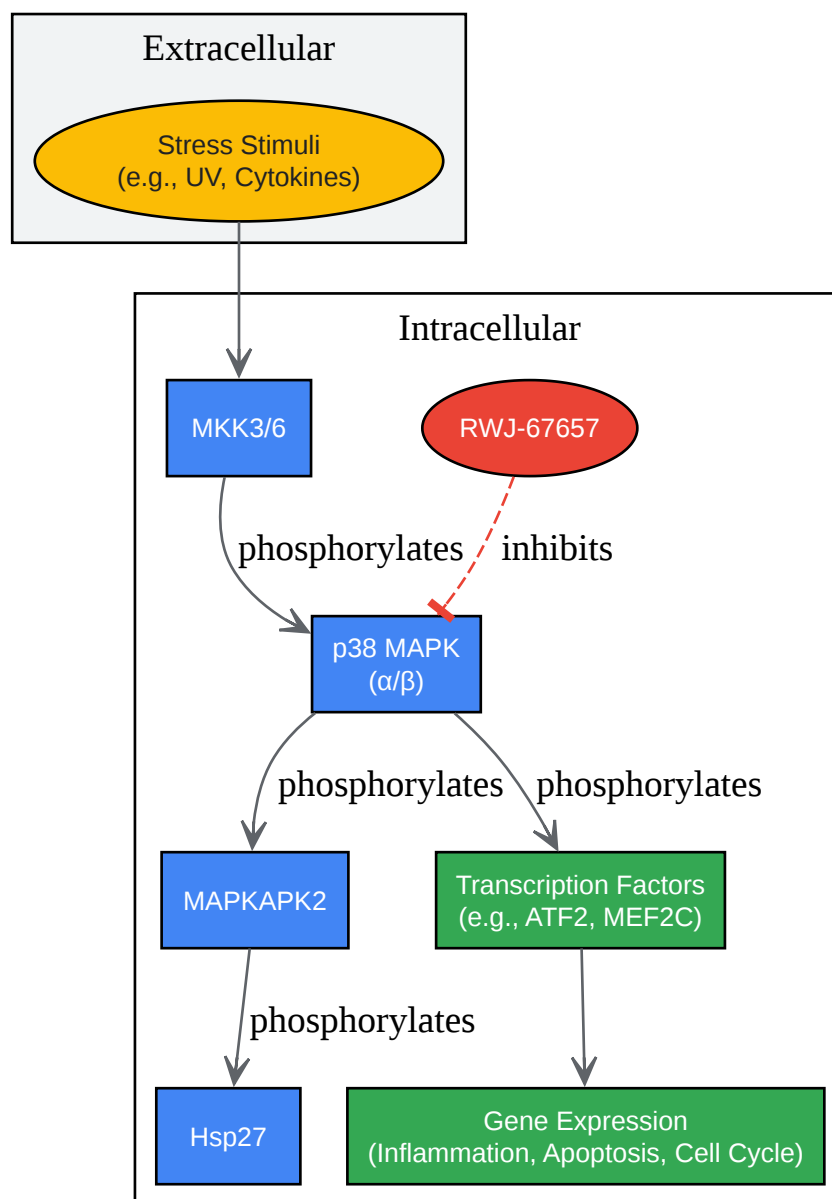 Extracellular
Stress Stimuli
(e.g., UV, Cytokines)
Intracellular
MKK3/6
RWJ-67657
phosphorylates
inhibits
p38 MAPK
(α/β)
phosphorylates
phosphorylates
MAPKAPK2
Transcription Factors
(e.g., ATF2, MEF2C)
phosphorylates
Hsp27
Gene Expression
(Inflammation, Apoptosis, Cell Cycle)